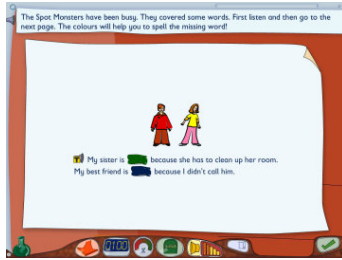 The Spot Monsters have been busy. They covered some words. First listen and then go to the
next page. The colours will help you to spell the missing word!
My sister is because she has to clean up her room.
My best friend is because I didn't call him.
01:00